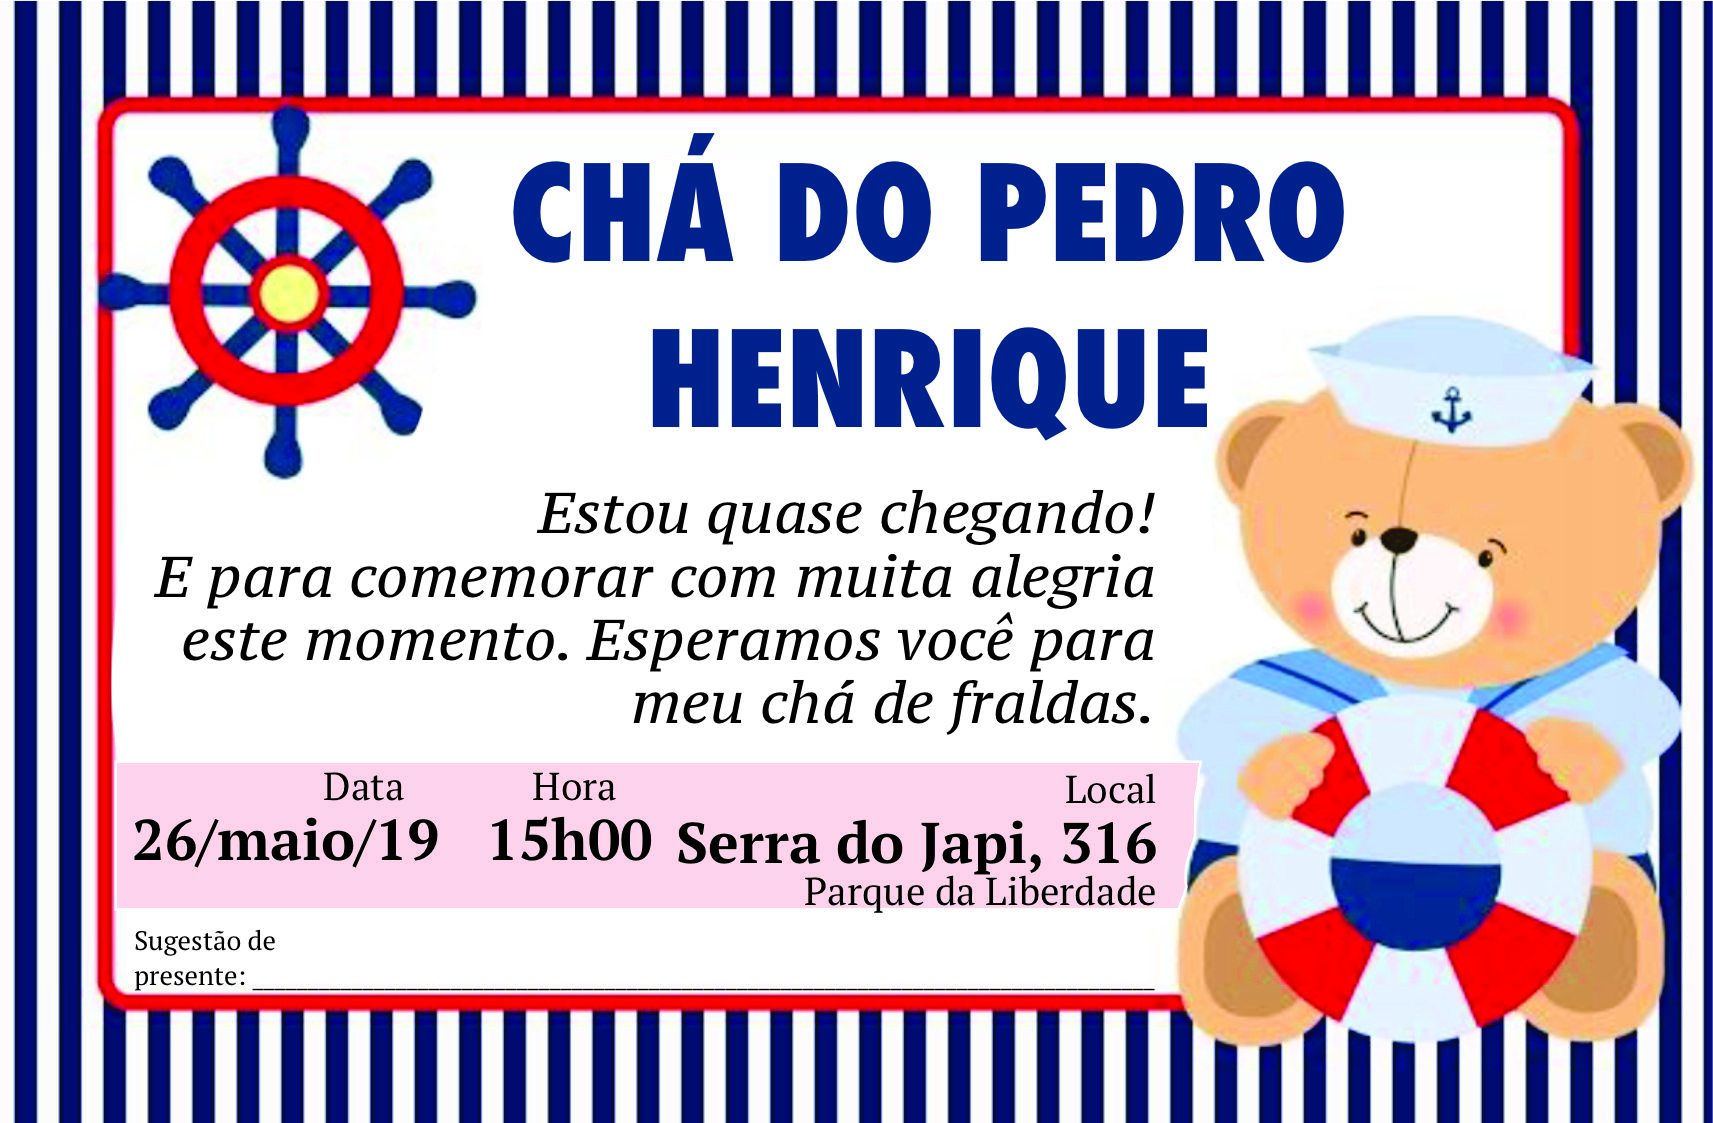 CHÁ DO PEDRO
HENRIQUE
Estou quase chegando!
E para comemorar com muita alegria
este momento. Esperamos você para
meu chá de fraldas.
Data Hora Local
26/maio/19 15h00 Serra do Japi, 316
Parque da Liberdade
Sugestão de
presente: ______________________________